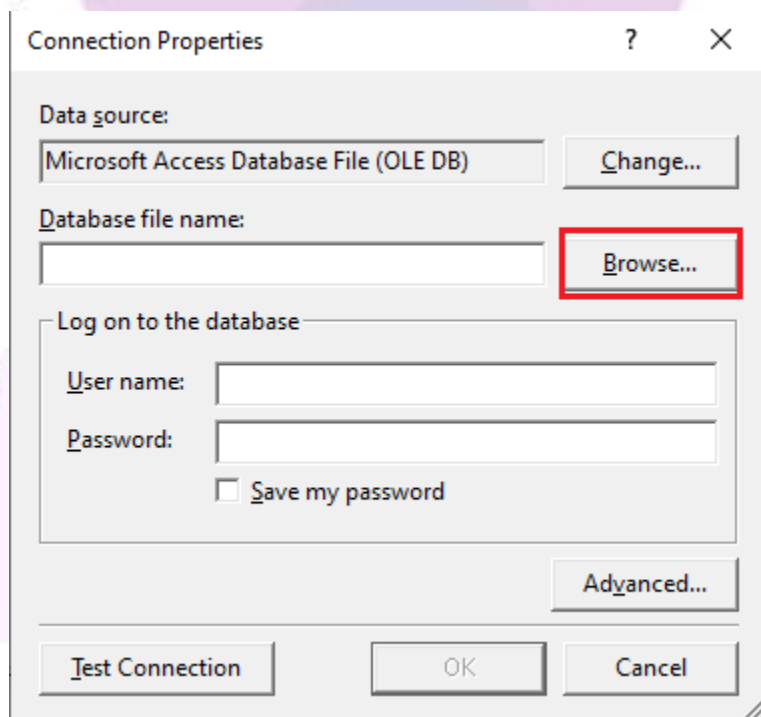 Connection Properties ?
Data source:
Microsoft Access Database File (OLE DB) Change...
Database file name:
Browse...
Log on to the database
User name:
Password:
Save my password
Advanced...
Test Connection OK Cancel